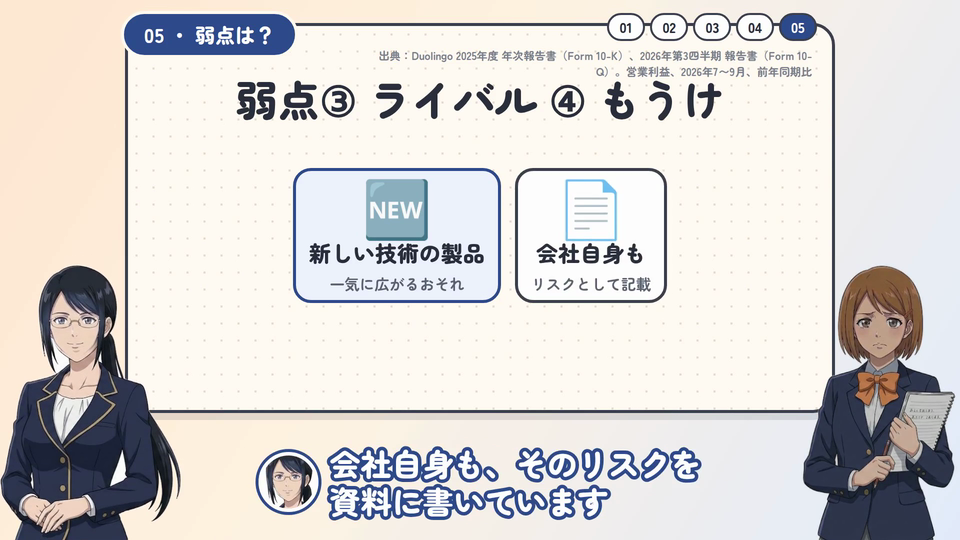 05 ・ 弱点は？
01 02 03 04 05
出典：Duolingo 2025年度 年次報告書（Form 10-K）、2026年第3四半期 報告書（Form 10-
Q）。営業利益、2026年7〜9月、前年同期比
弱点③ ライバル ④ もうけ
NEW
新しい技術の製品
一気に広がるおそれ
会社自身も
リスクとして記載
会社自身も、そのリスクを
資料に書いています